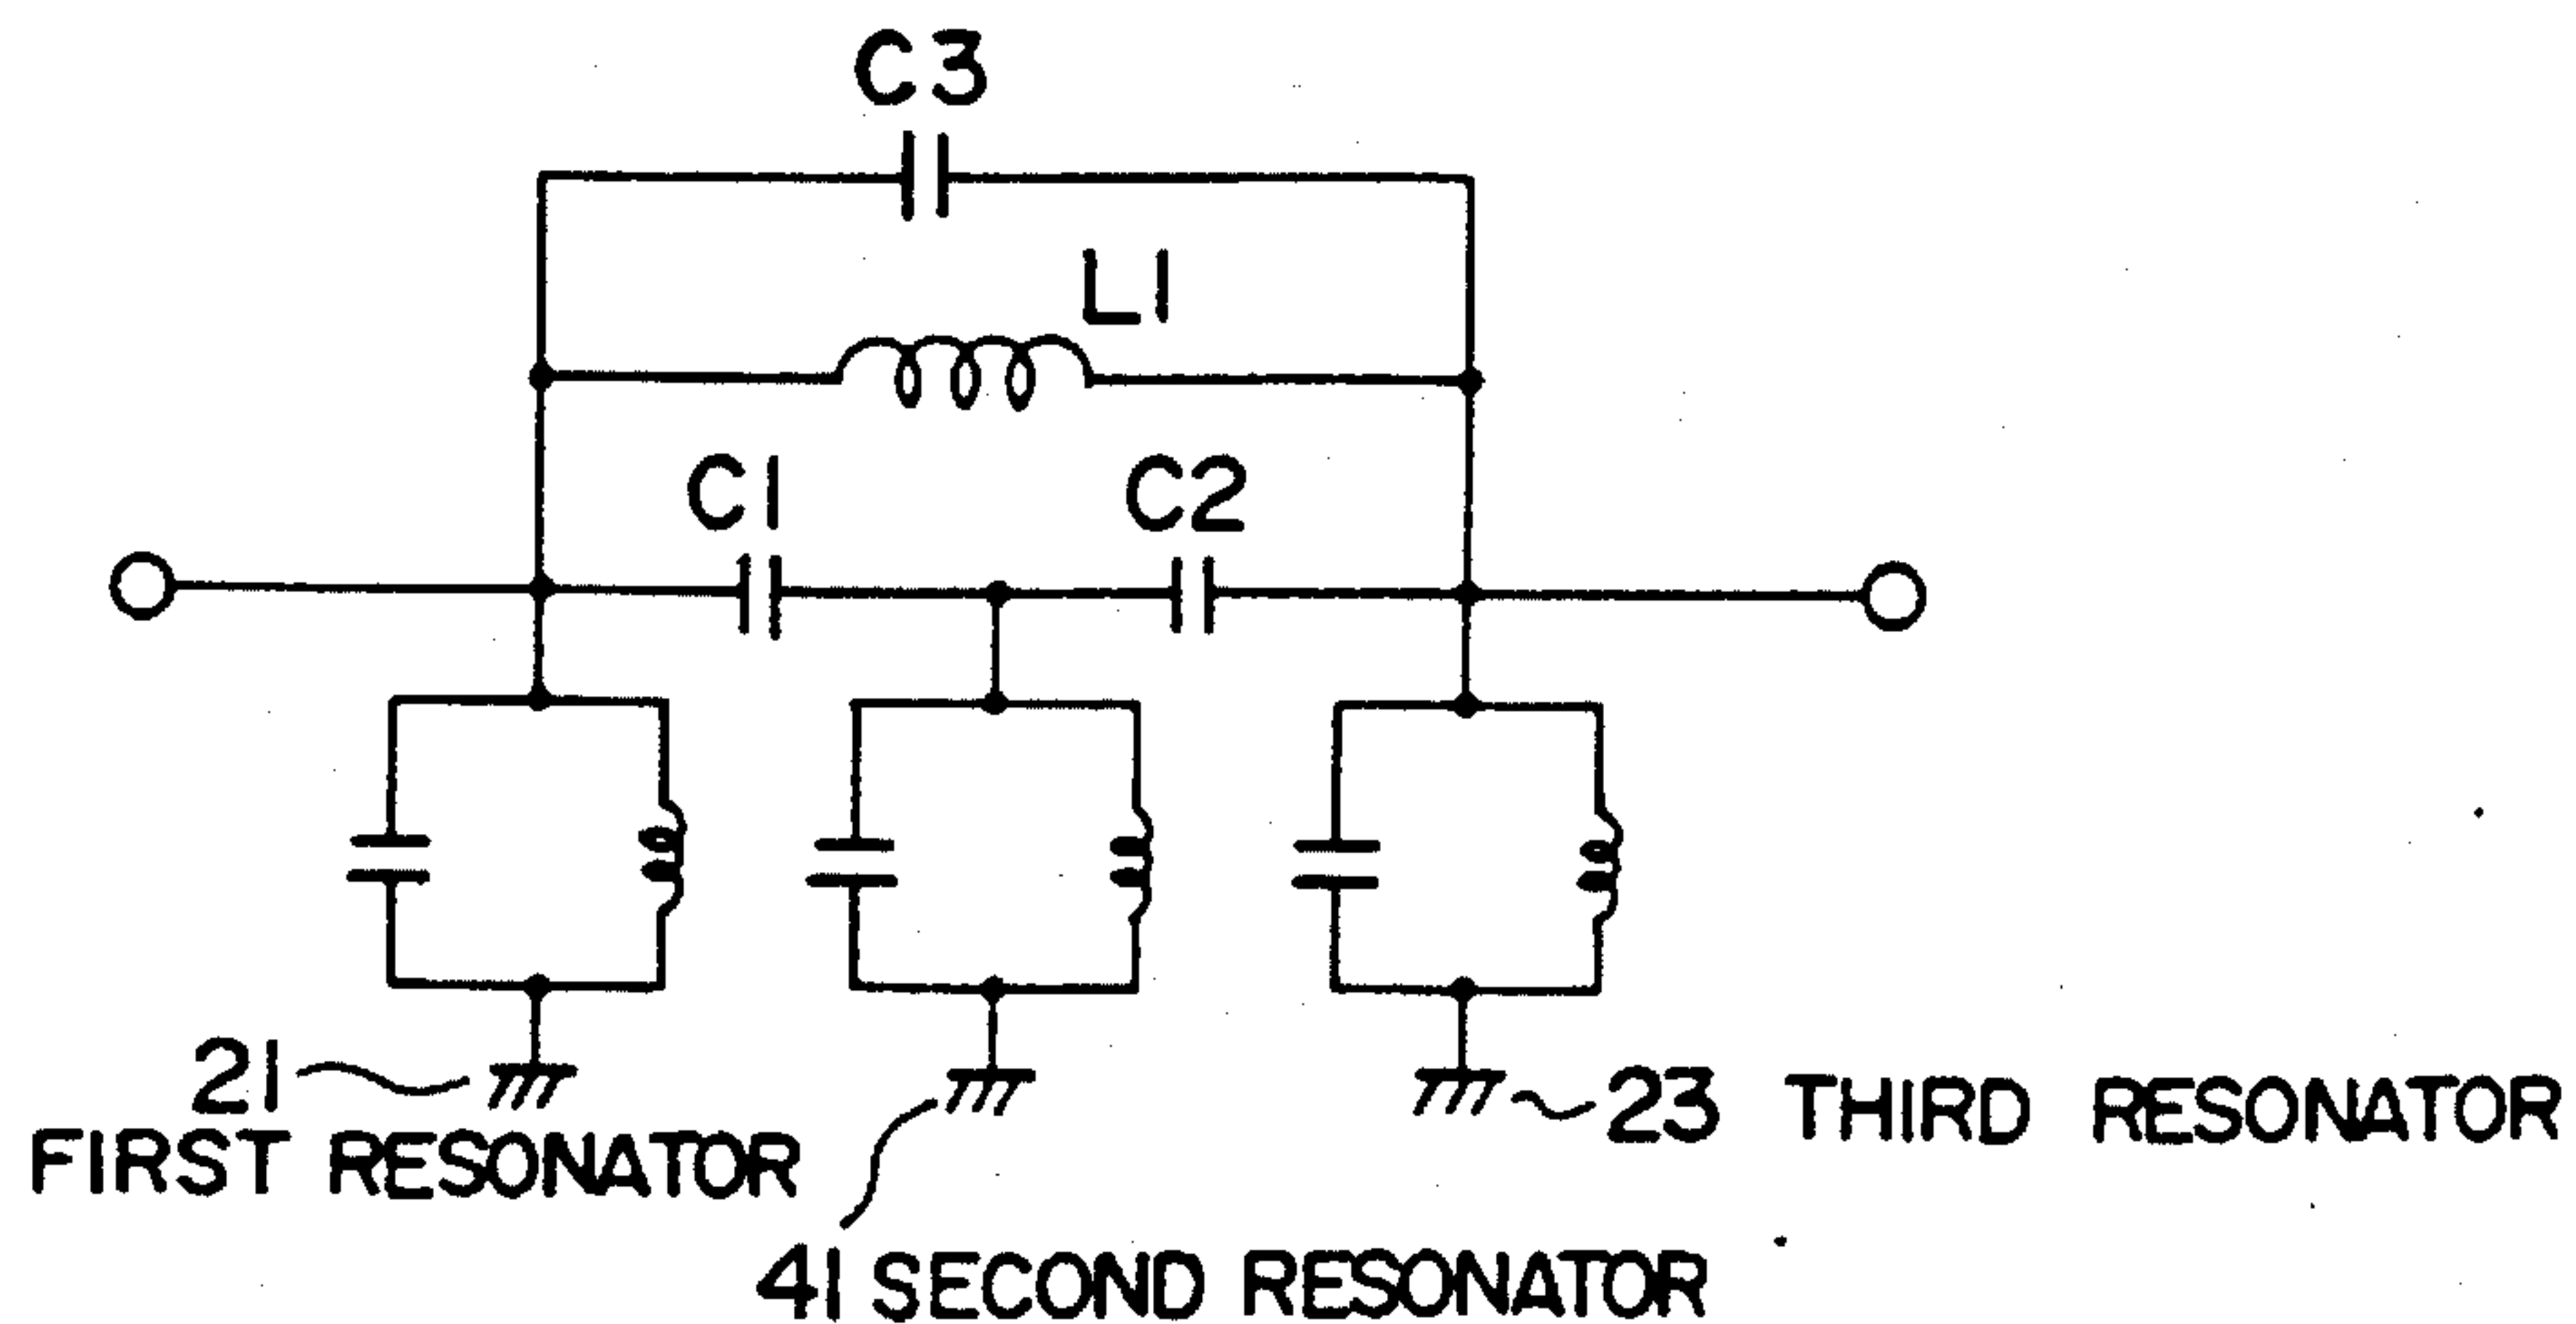 C3
L1
C1
C2
21
FIRST RESONATOR
23 THIRD RESONATOR
41 SECOND RESONATOR